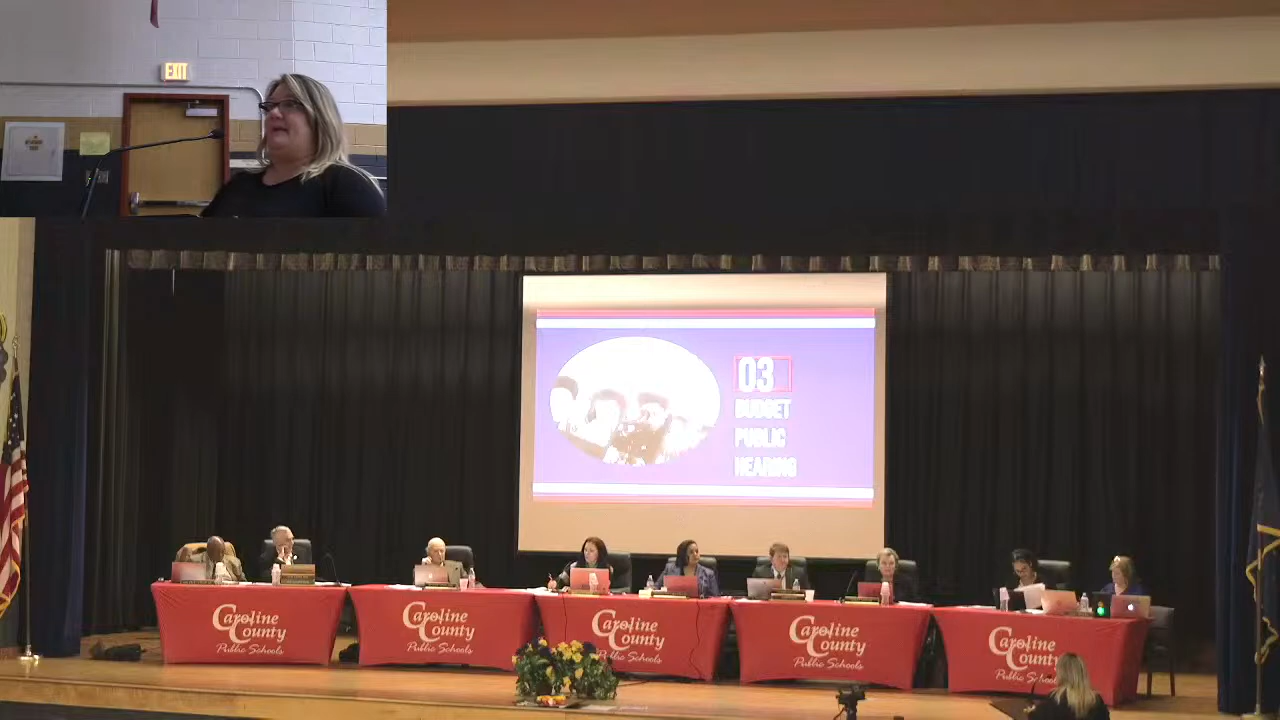 EXIT
03
BUDGET
PUBLIC
HEARING
Caroline
County
Public Schools
Caroline
County
Public Schools
Caroline
County
Public Schools
Caroline
County
Public Schools
Caroline
County
Public Schools